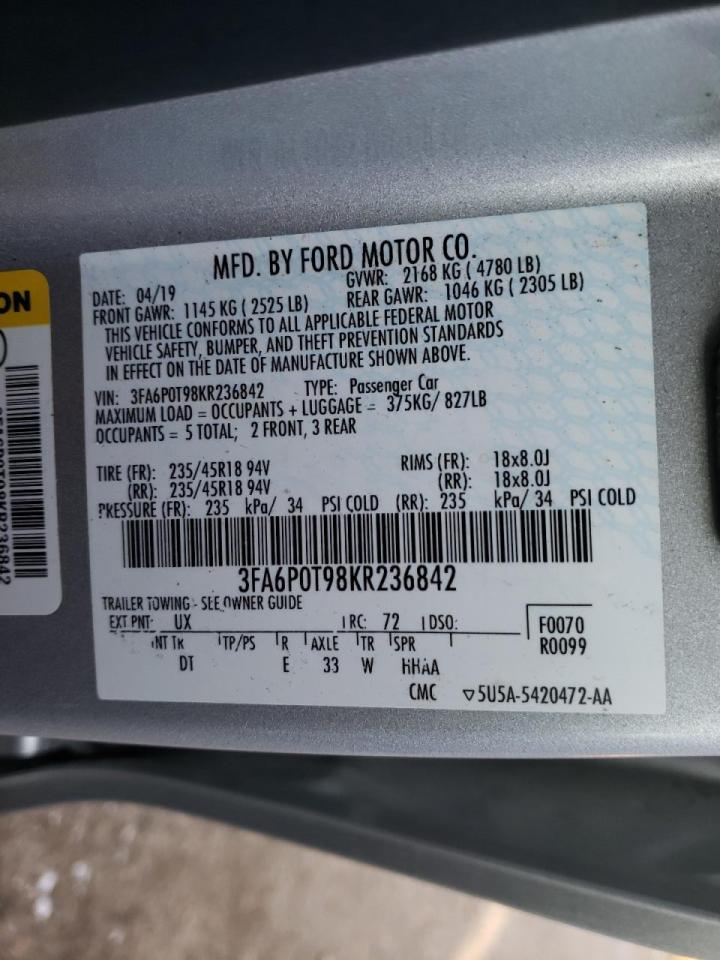 MFD. BY FORD MOTOR CO.
DATE: 04/19 GVWR: 2168 KG ( 4780 LB)
FRONT GAWR: 1145 KG ( 2525 LB) REAR GAWR: 1046 KG ( 2305 LB)
THIS VEHICLE CONFORMS TO ALL APPLICABLE FEDERAL MOTOR
VEHICLE SAFETY, BUMPER, AND THEFT PREVENTION STANDARDS
IN EFFECT ON THE DATE OF MANUFACTURE SHOWN ABOVE.
VIN: 3FA6P0T98KR236842 TYPE: Passenger Car
MAXIMUM LOAD = OCCUPANTS + LUGGAGE = 375KG/ 827LB
OCCUPANTS = 5 TOTAL; 2 FRONT, 3 REAR
TIRE (FR): 235/45R18 94V RIMS (FR): 18x8.0J
(RR): 235/45R18 94V (RR): 18x8.0J
PRESSURE (FR): 235 kPa/ 34 PSI COLD (RR): 235 kPa/ 34 PSI COLD
3FA6P0T98KR236842
TRAILER TOWING - SEE OWNER GUIDE
EXT PNT: UX RC: 72 DSO: F0070
R0099
INT TR TP/PS R AXLE TR SPR
DT E 33 W HHAA
CMC ▽5U5A-5420472-AA
ON